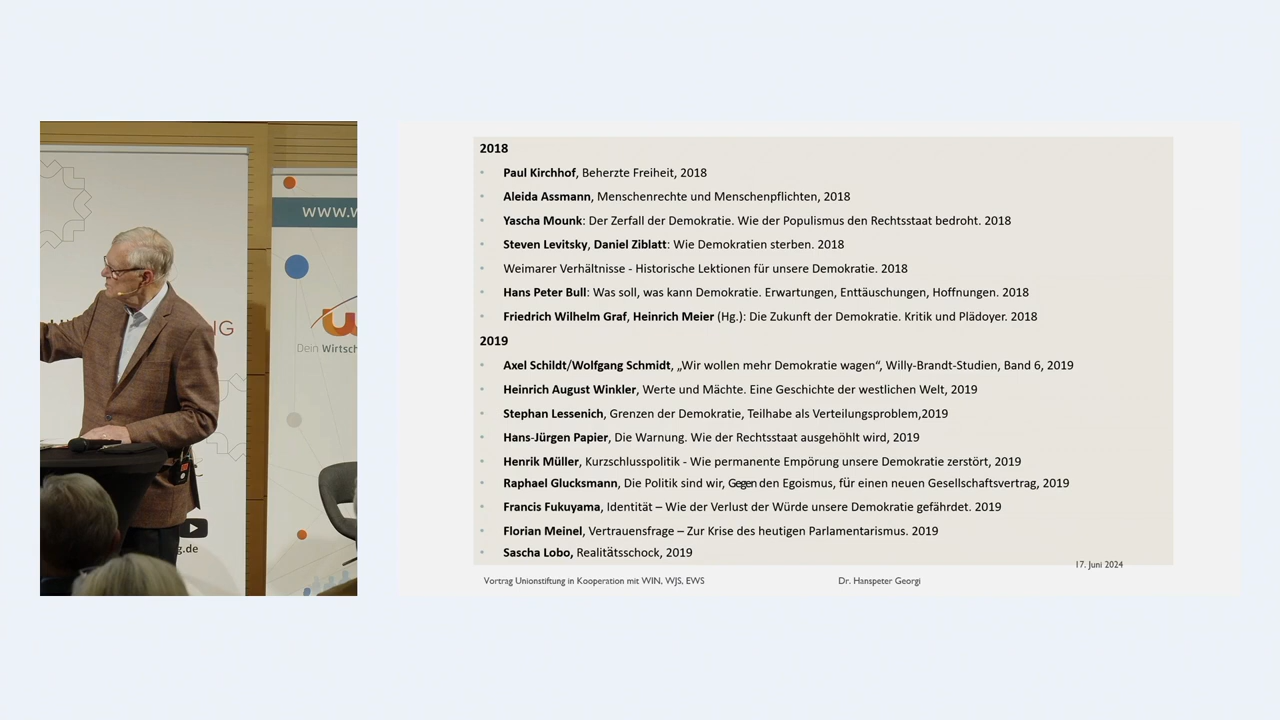 WWW.W
NG
Dein Wirtsch
g.de
2018
• Paul Kirchhof, Beherzte Freiheit, 2018
• Aleida Assmann, Menschenrechte und Menschenpflichten, 2018
• Yascha Mounk: Der Zerfall der Demokratie. Wie der Populismus den Rechtsstaat bedroht. 2018
• Steven Levitsky, Daniel Ziblatt: Wie Demokratien sterben. 2018
• Weimarer Verhältnisse - Historische Lektionen für unsere Demokratie. 2018
• Hans Peter Bull: Was soll, was kann Demokratie. Erwartungen, Enttäuschungen, Hoffnungen. 2018
• Friedrich Wilhelm Graf, Heinrich Meier (Hg.): Die Zukunft der Demokratie. Kritik und Plädoyer. 2018
2019
• Axel Schildt/Wolfgang Schmidt, „Wir wollen mehr Demokratie wagen“, Willy-Brandt-Studien, Band 6, 2019
• Heinrich August Winkler, Werte und Mächte. Eine Geschichte der westlichen Welt, 2019
• Stephan Lessenich, Grenzen der Demokratie, Teilhabe als Verteilungsproblem,2019
• Hans-Jürgen Papier, Die Warnung. Wie der Rechtsstaat ausgehöhlt wird, 2019
• Henrik Müller, Kurzschlusspolitik - Wie permanente Empörung unsere Demokratie zerstört, 2019
• Raphael Glucksmann, Die Politik sind wir, Gegen den Egoismus, für einen neuen Gesellschaftsvertrag, 2019
• Francis Fukuyama, Identität – Wie der Verlust der Würde unsere Demokratie gefährdet. 2019
• Florian Meinel, Vertrauensfrage – Zur Krise des heutigen Parlamentarismus. 2019
• Sascha Lobo, Realitätsschock, 2019
17. Juni 2024
Vortrag Unionstiftung in Kooperation mit WIN, WJS, EWS
Dr. Hanspeter Georgi